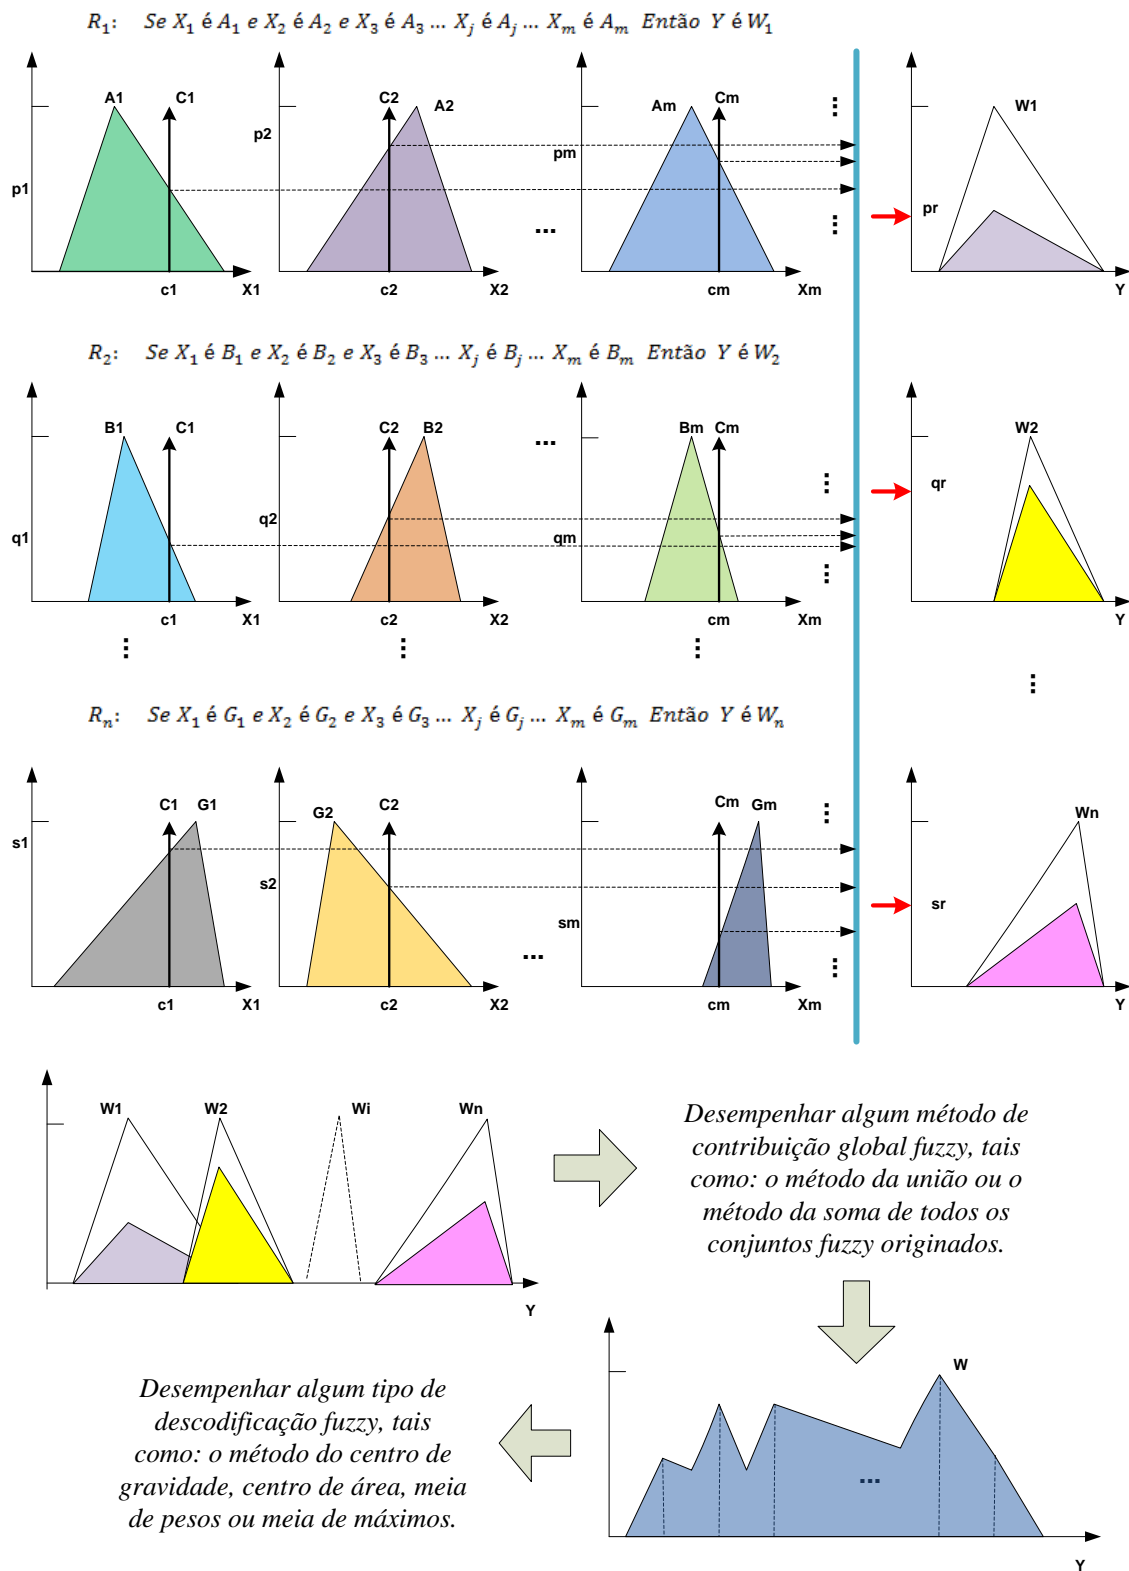 R₁: Se X₁ é A₁ e X₂ é A₂ e X₃ é A₃ … Xⱼ é Aⱼ … Xₘ é Aₘ Então Y é W₁
A1 C1 C2 A2 Am Cm W1
p1 p2 pm pr
... 
c1 X1 c2 X2 cm Xm Y
R₂: Se X₁ é B₁ e X₂ é B₂ e X₃ é B₃ … Xⱼ é Bⱼ … Xₘ é Bₘ Então Y é W₂
B1 C1 C2 B2 ... Bm Cm W2
q1 q2 qm qr
c1 X1 c2 X2 cm Xm Y
Rₙ: Se X₁ é G₁ e X₂ é G₂ e X₃ é G₃ … Xⱼ é Gⱼ … Xₘ é Gₘ Então Y é Wₙ
C1 G1 G2 C2 Cm Gm Wn
s1 s2 sm sr
...
c1 X1 c2 X2 cm Xm Y
W1 W2 Wi Wn
Y
Desempenhar algum método de
contribuição global fuzzy, tais
como: o método da união ou o
método da soma de todos os
conjuntos fuzzy originados.
W
...
Y
Desempenhar algum tipo de
descodificação fuzzy, tais
como: o método do centro de
gravidade, centro de área, meia
de pesos ou meia de máximos.